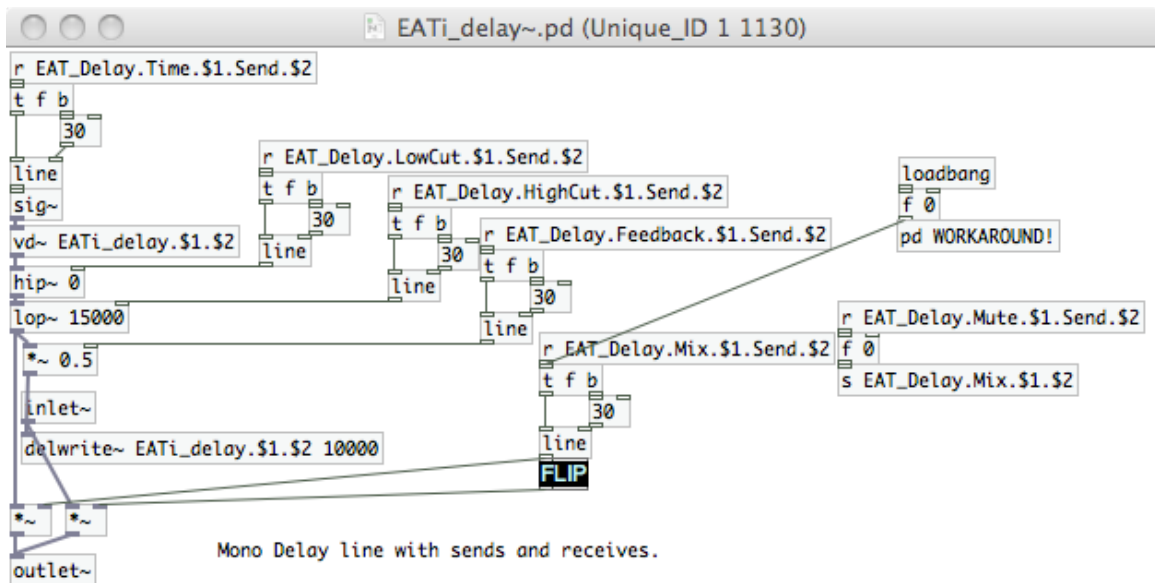 EATi_delay~.pd (Unique_ID 1 1130)
r EAT_Delay.Time.$1.Send.$2
t f b
30
line
sig~
vd~ EATi_delay.$1.$2
hip~ 0
lop~ 15000
*~ 0.5
inlet~
delwrite~ EATi_delay.$1.$2 10000
*~
*~
outlet~
r EAT_Delay.LowCut.$1.Send.$2
t f b
30
line
r EAT_Delay.HighCut.$1.Send.$2
t f b
30
line
r EAT_Delay.Feedback.$1.Send.$2
t f b
30
line
r EAT_Delay.Mix.$1.Send.$2
t f b
30
line
FLIP
loadbang
f 0
pd WORKAROUND!
r EAT_Delay.Mute.$1.Send.$2
f 0
s EAT_Delay.Mix.$1.$2
Mono Delay line with sends and receives.